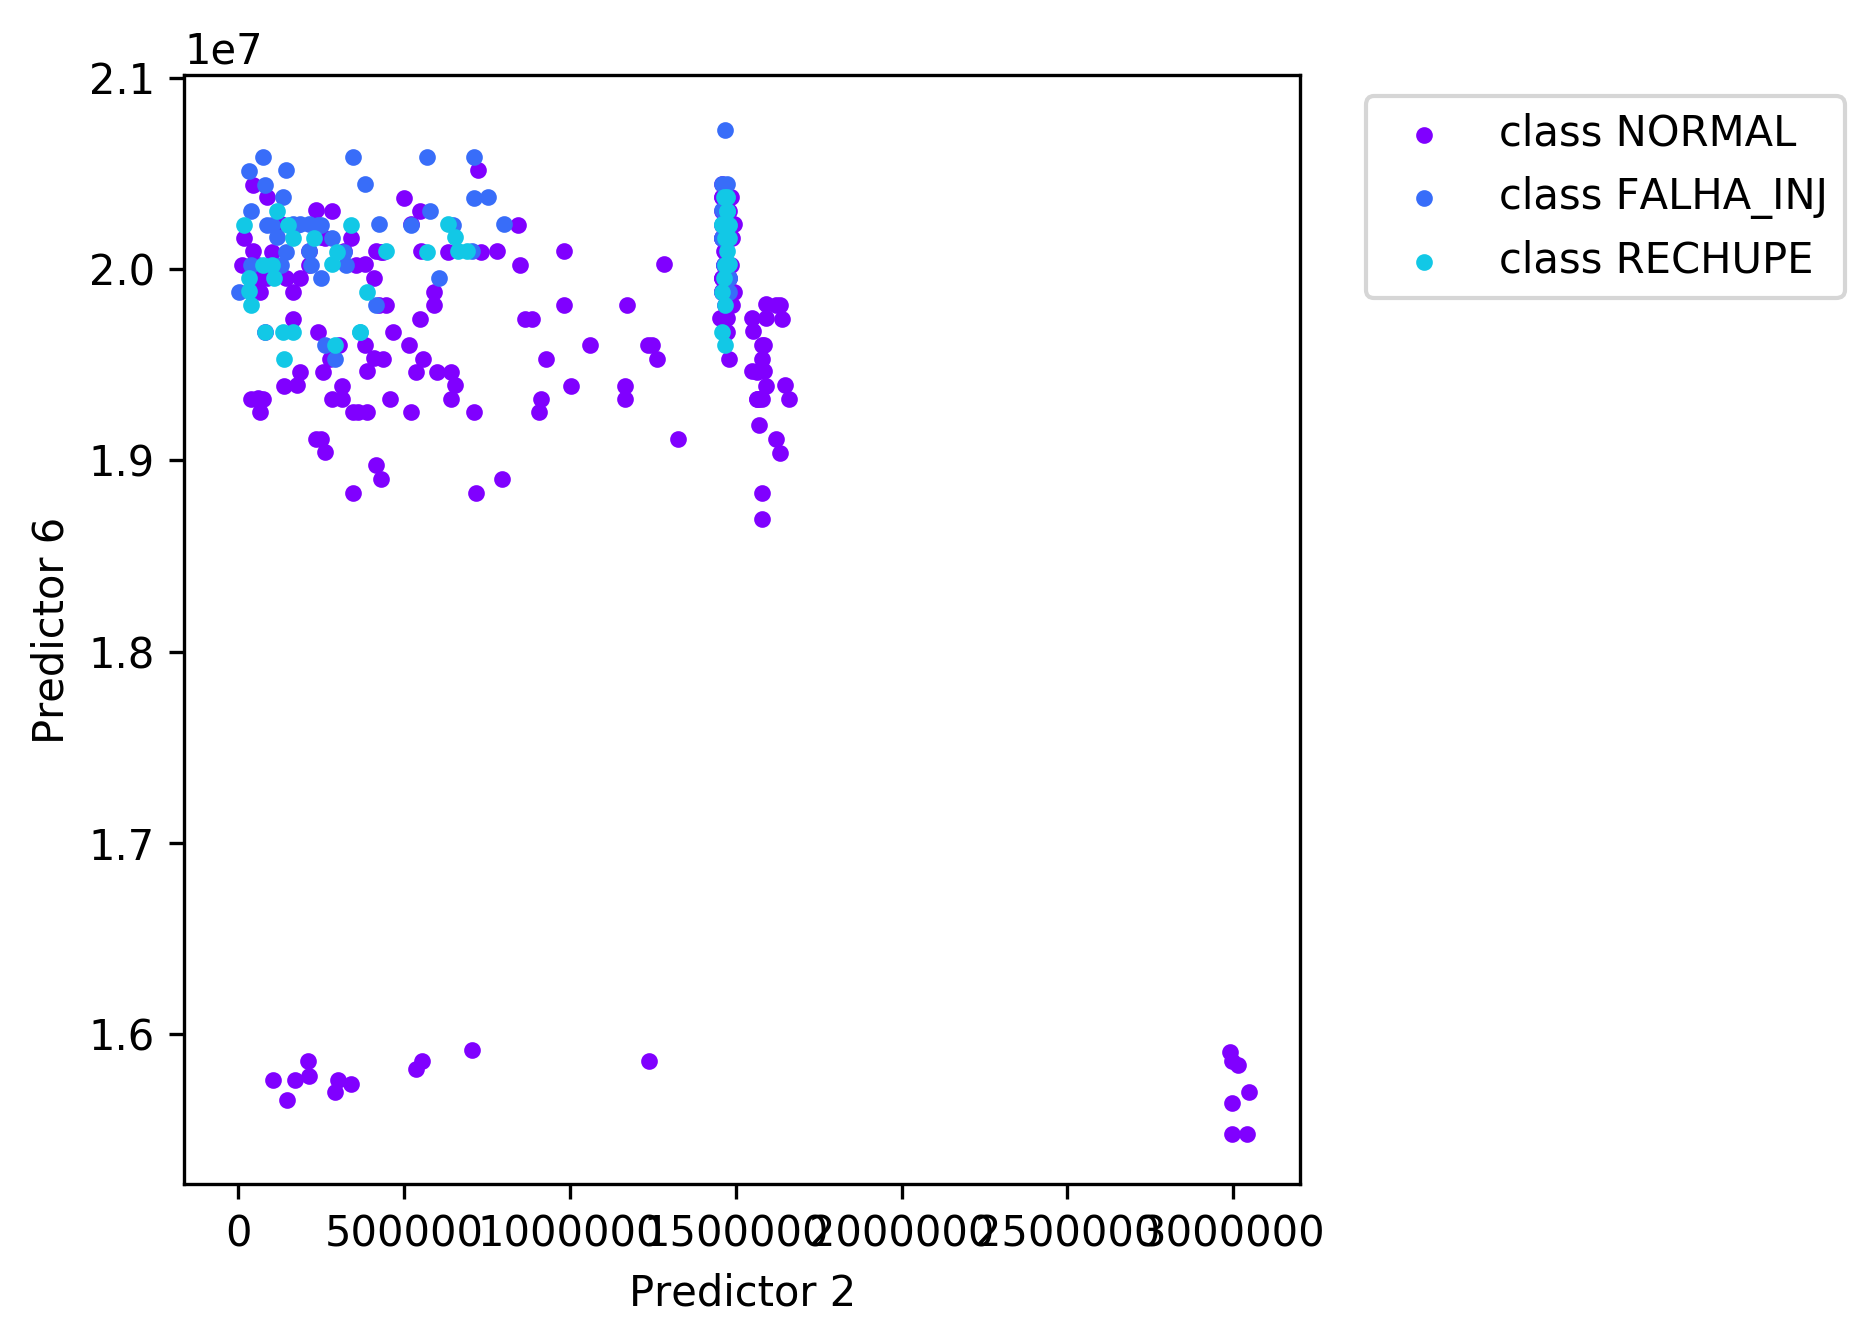 1e7
2.1
2.0
1.9
1.8
1.7
1.6
Predictor 6
0 500000 1000000 1500000 2000000 2500000 3000000
Predictor 2
class NORMAL
class FALHA_INJ
class RECHUPE